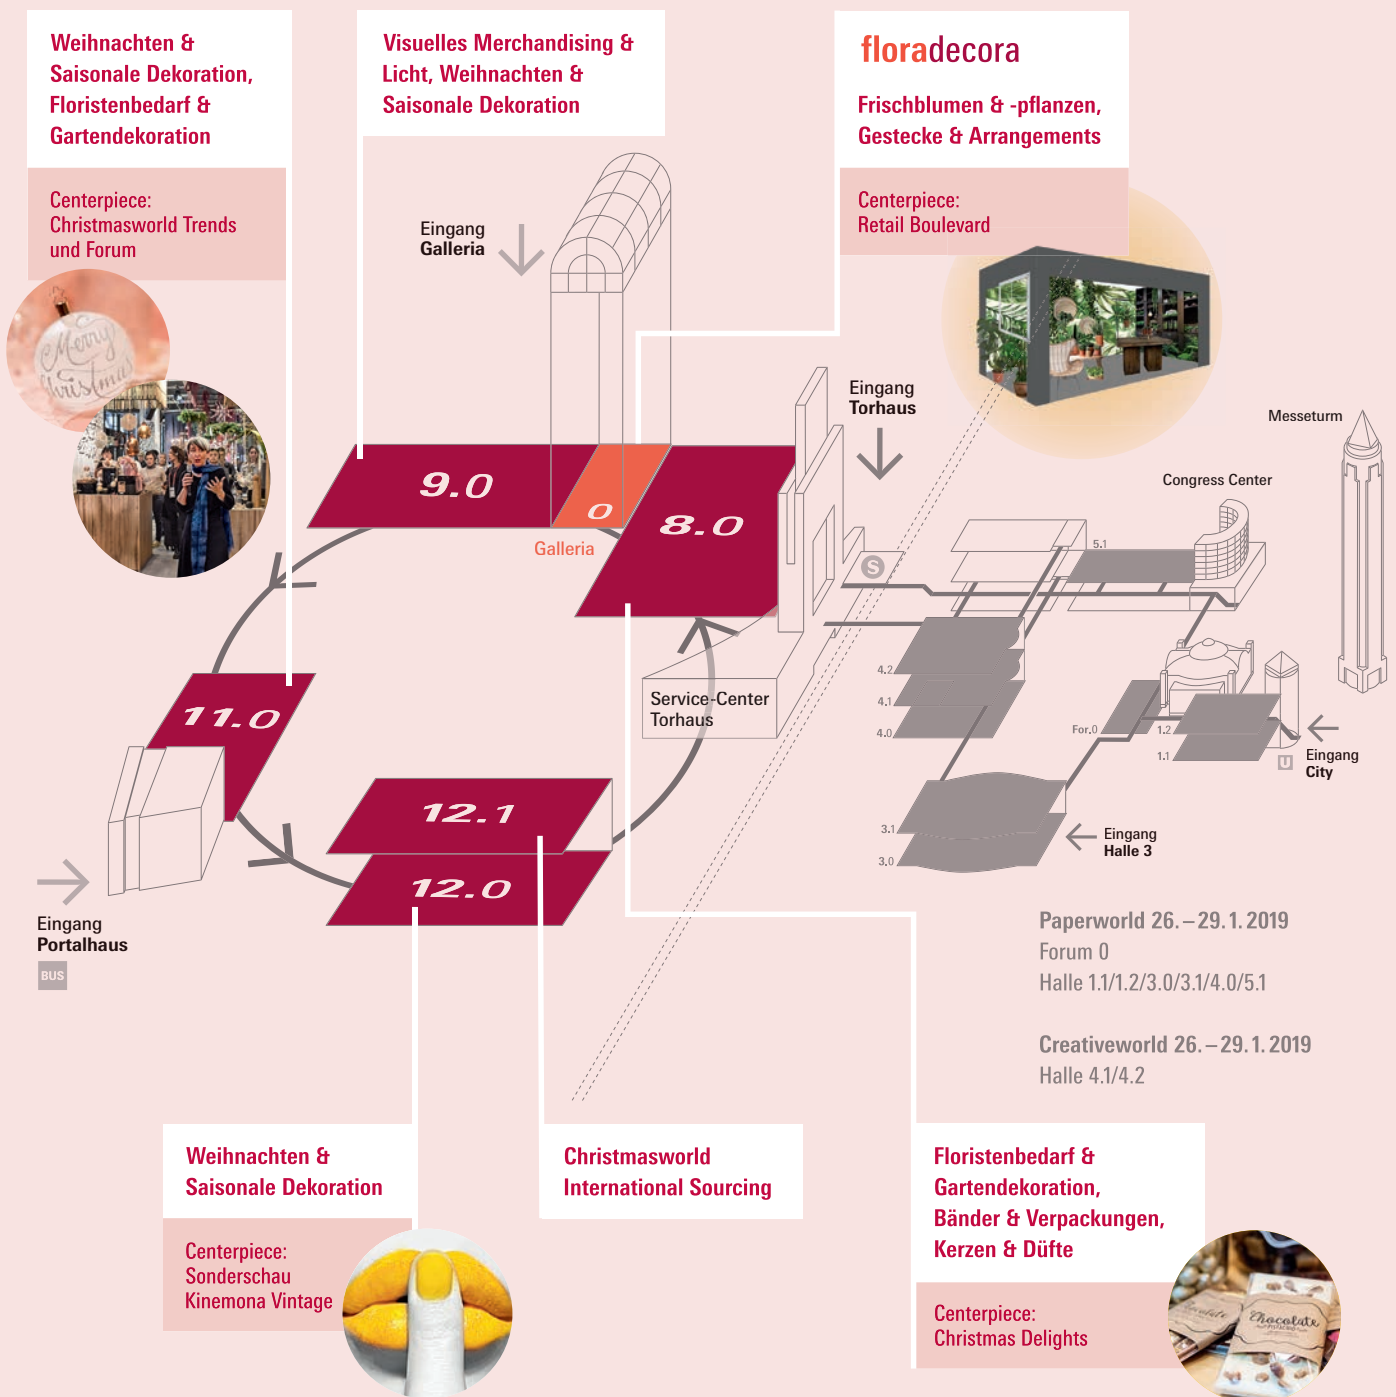 Weihnachten &
Saisonale Dekoration,
Floristenbedarf &
Gartendekoration
Centerpiece:
Christmasworld Trends
und Forum
Merry
Christmas
Visuelles Merchandising &
Licht, Weihnachten &
Saisonale Dekoration
floradecora
Frischblumen & -pflanzen,
Gestecke & Arrangements
Centerpiece:
Retail Boulevard
Eingang
Galleria
Eingang
Torhaus
Messeturm
Congress Center
9.0
0
8.0
Galleria
S
5.1
4.2
4.1
4.0
11.0
Service-Center
Torhaus
For.0
1.2
1.1
U
Eingang
City
12.1
12.0
3.1
3.0
Eingang
Halle 3
Eingang
Portalhaus
BUS
Paperworld 26. – 29. 1. 2019
Forum 0
Halle 1.1/1.2/3.0/3.1/4.0/5.1
Creativeworld 26. – 29. 1. 2019
Halle 4.1/4.2
Weihnachten &
Saisonale Dekoration
Centerpiece:
Sonderschau
Kinemona Vintage
Christmasworld
International Sourcing
Floristenbedarf &
Gartendekoration,
Bänder & Verpackungen,
Kerzen & Düfte
Centerpiece:
Christmas Delights
Chocolate
Chocolate